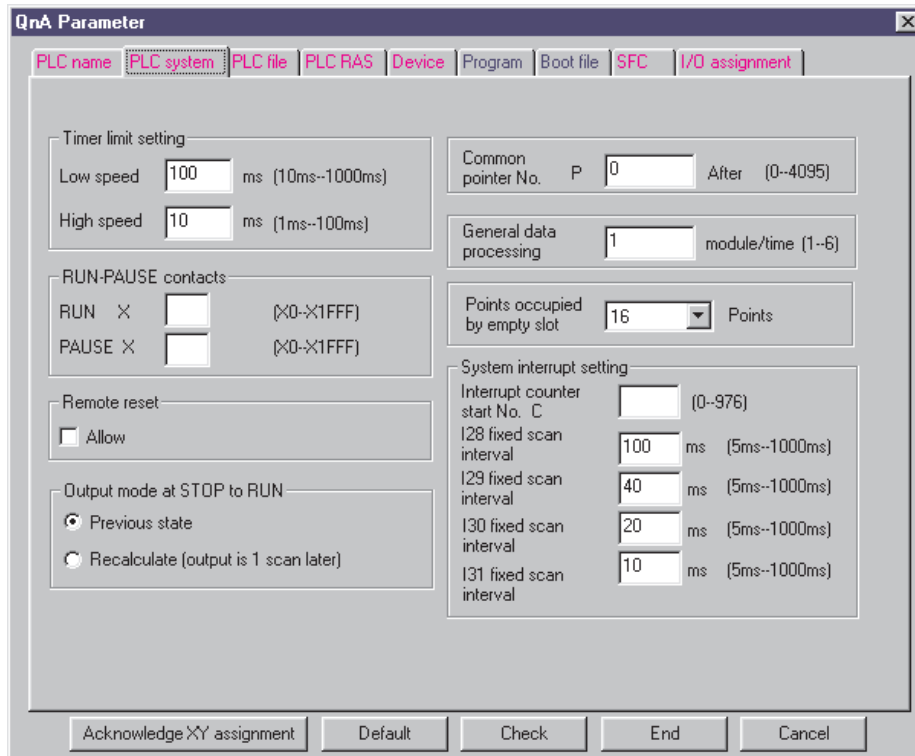 QnA Parameter
PLC name PLC system PLC file PLC RAS Device Program Boot file SFC I/O assignment
Timer limit setting
Low speed 100 ms (10ms--1000ms)
High speed 10 ms (1ms--100ms)
RUN-PAUSE contacts
RUN X (X0--X1FFF)
PAUSE X (X0--X1FFF)
Remote reset
Allow
Output mode at STOP to RUN
Previous state
Recalculate (output is 1 scan later)
Common
pointer No. P 0 After (0--4095)
General data
processing 1 module/time (1--6)
Points occupied
by empty slot 16 Points
System interrupt setting
Interrupt counter
start No. C (0--976)
I28 fixed scan
interval 100 ms (5ms--1000ms)
I29 fixed scan
interval 40 ms (5ms--1000ms)
I30 fixed scan
interval 20 ms (5ms--1000ms)
I31 fixed scan
interval 10 ms (5ms--1000ms)
Acknowledge XY assignment Default Check End Cancel